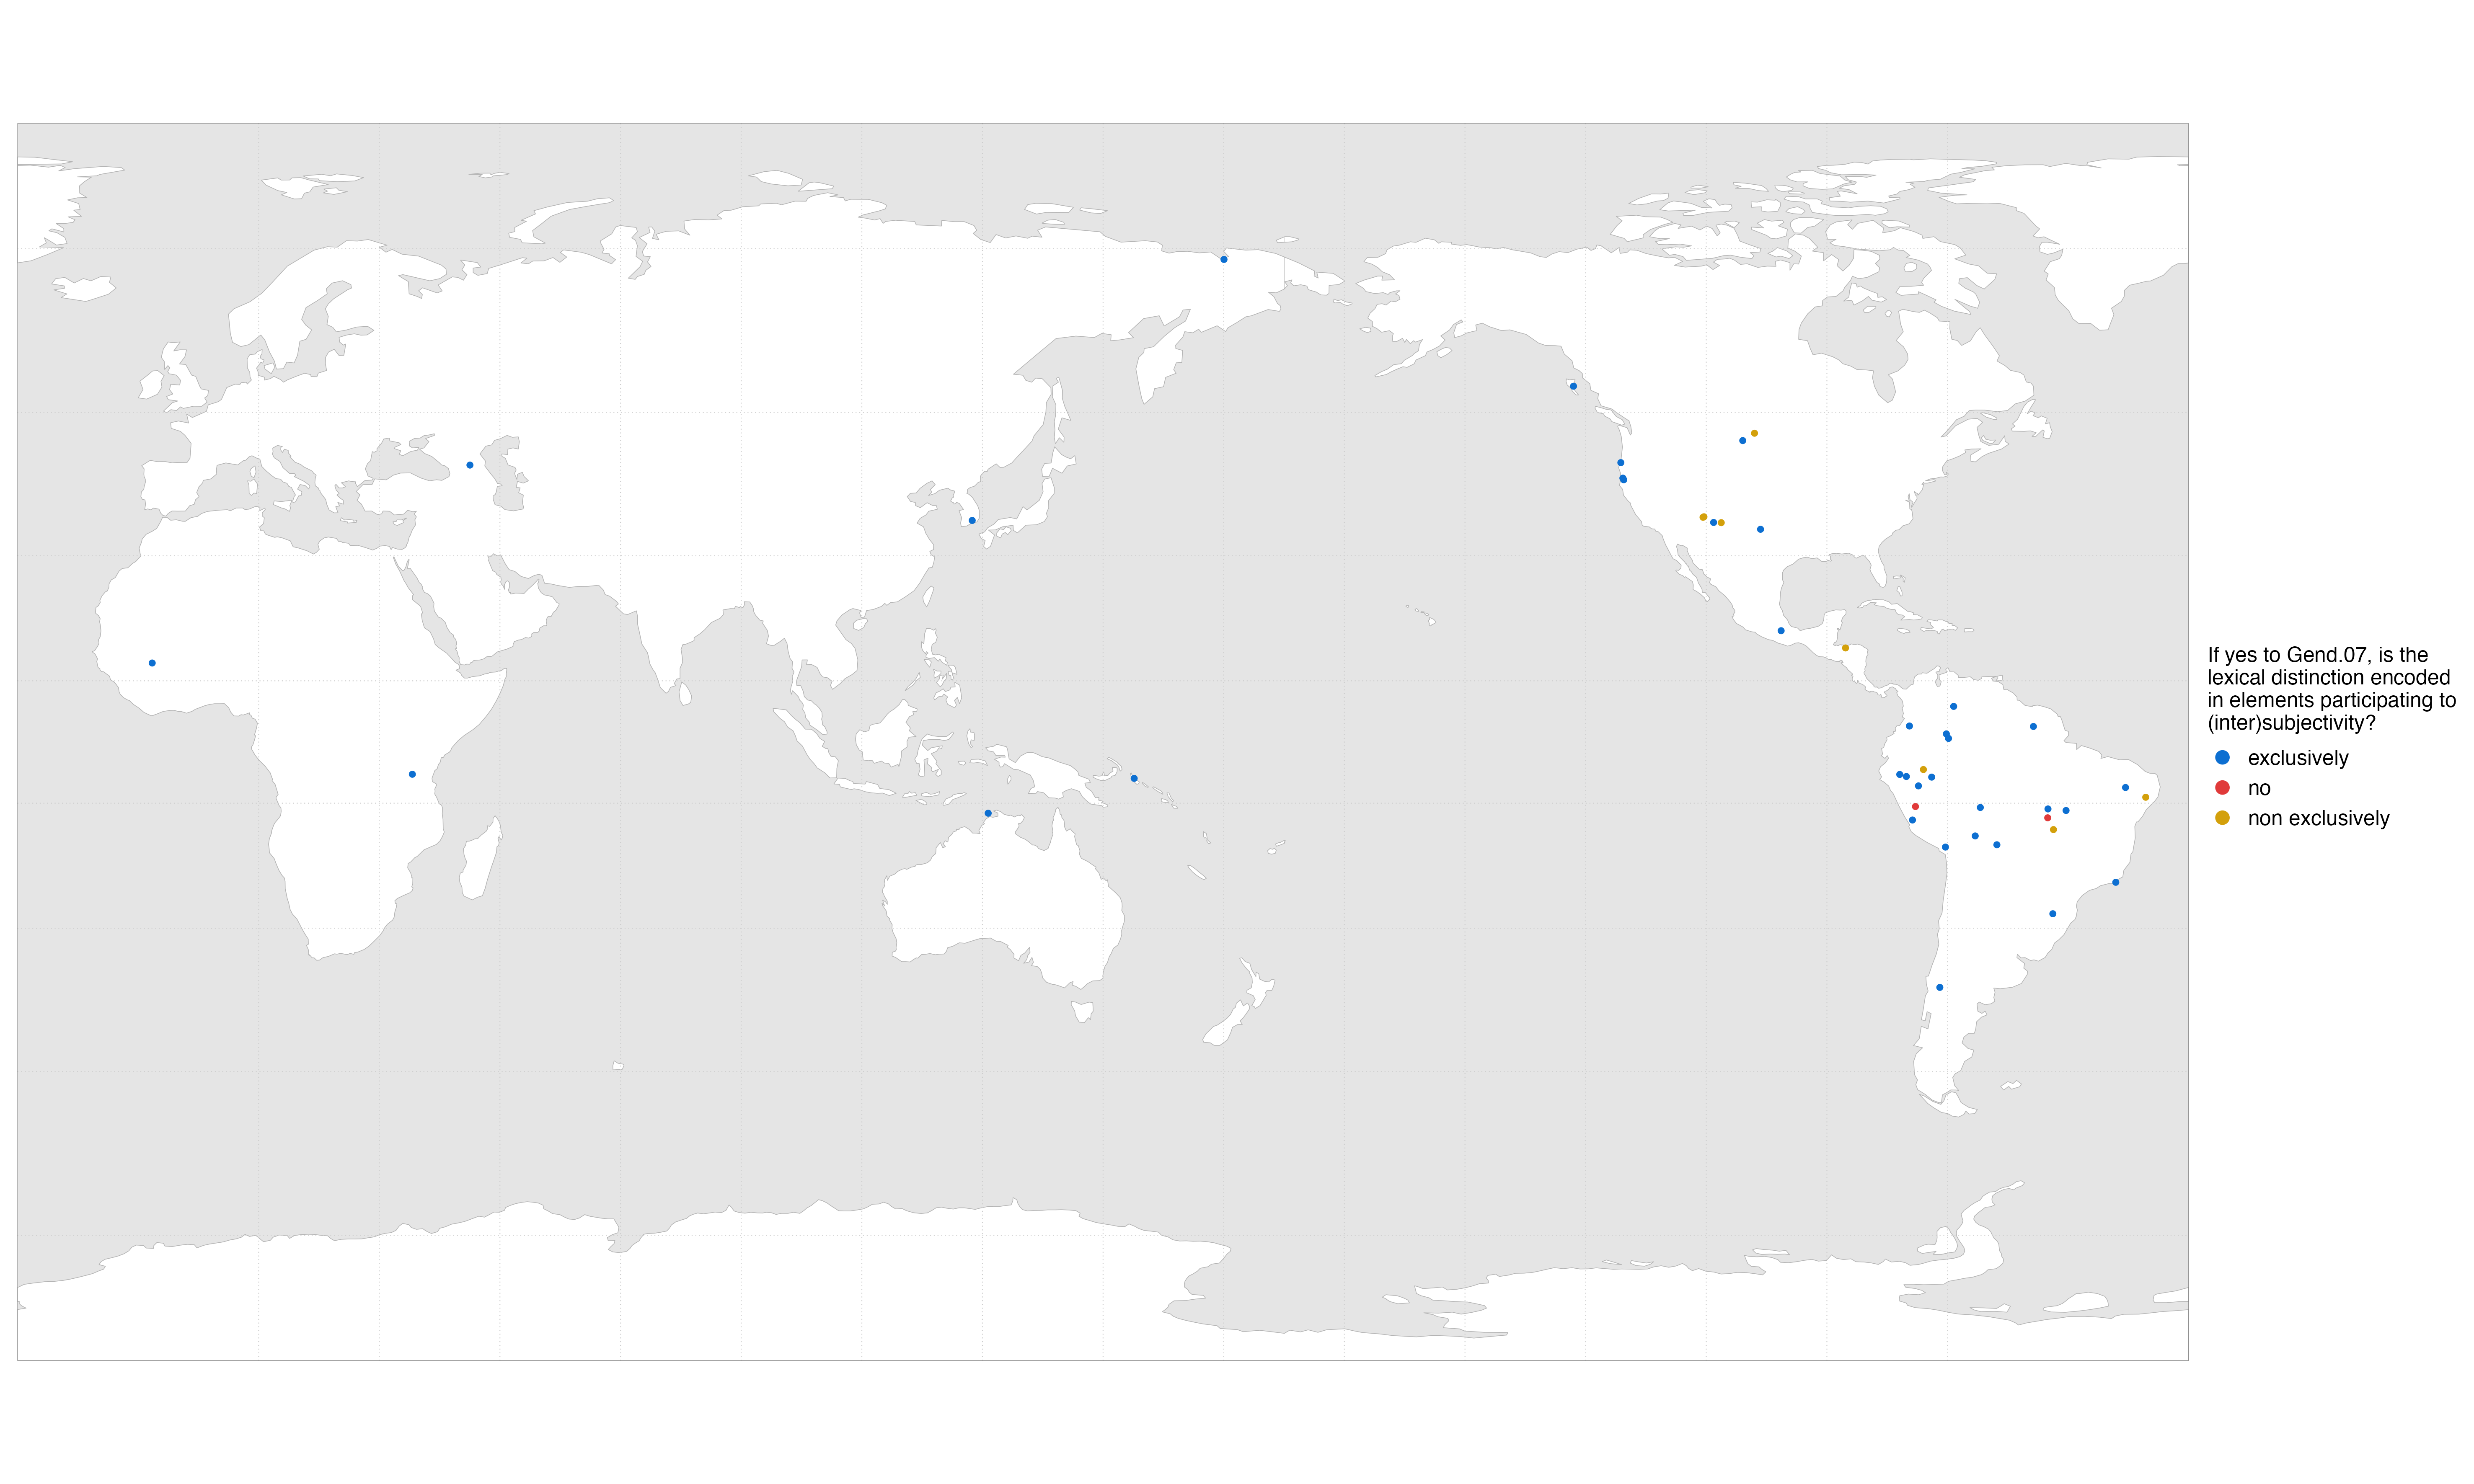 If yes to Gend.07, is the
lexical distinction encoded
in elements participating to
(inter)subjectivity?
exclusively
no
non exclusively